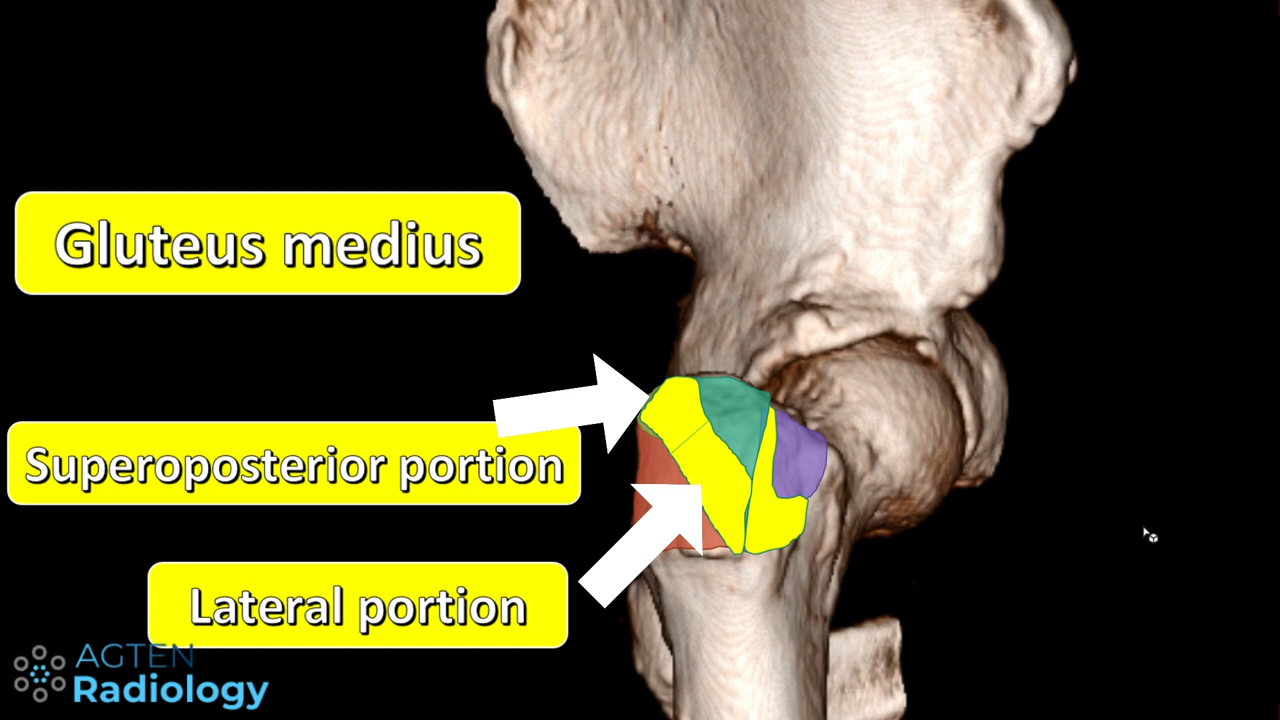 Gluteus medius
Superoposterior portion
Lateral portion
AGTEN
Radiology